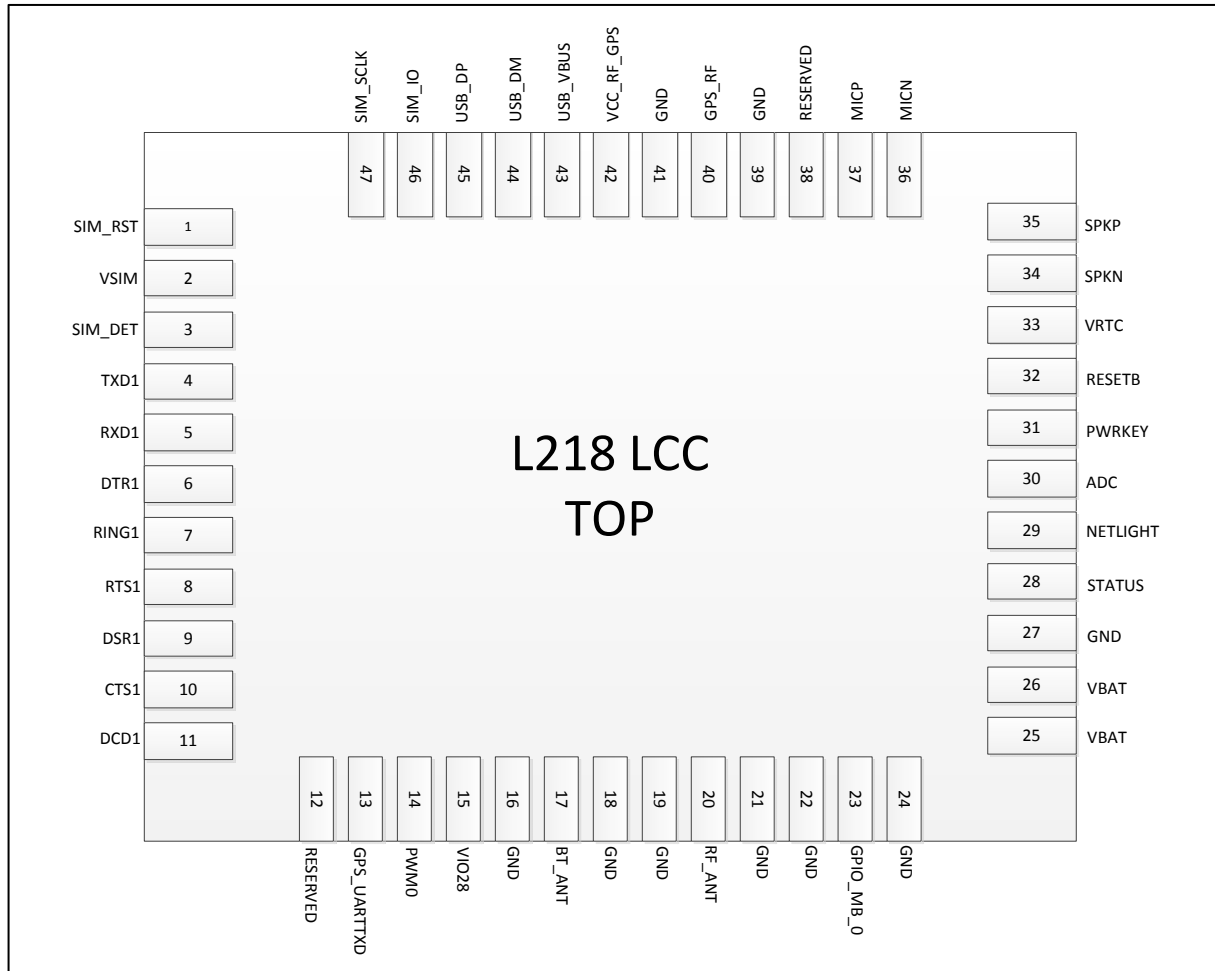 SIM_SCLK
SIM_IO
USB_DP
USB_DM
USB_VBUS
VCC_RF_GPS
GND
GPS_RF
GND
RESERVED
MICP
MICN
47
46
45
44
43
42
41
40
39
38
37
36
SIM_RST 1
VSIM 2
SIM_DET 3
TXD1 4
RXD1 5
DTR1 6
RING1 7
RTS1 8
DSR1 9
CTS1 10
DCD1 11
L218 LCC
TOP
35 SPKP
34 SPKN
33 VRTC
32 RESETB
31 PWRKEY
30 ADC
29 NETLIGHT
28 STATUS
27 GND
26 VBAT
25 VBAT
12
13
14
15
16
17
18
19
20
21
22
23
24
RESERVED
GPS_UARTTXD
PWM0
VIO28
GND
BT_ANT
GND
GND
RF_ANT
GND
GND
GPIO_MB_0
GND